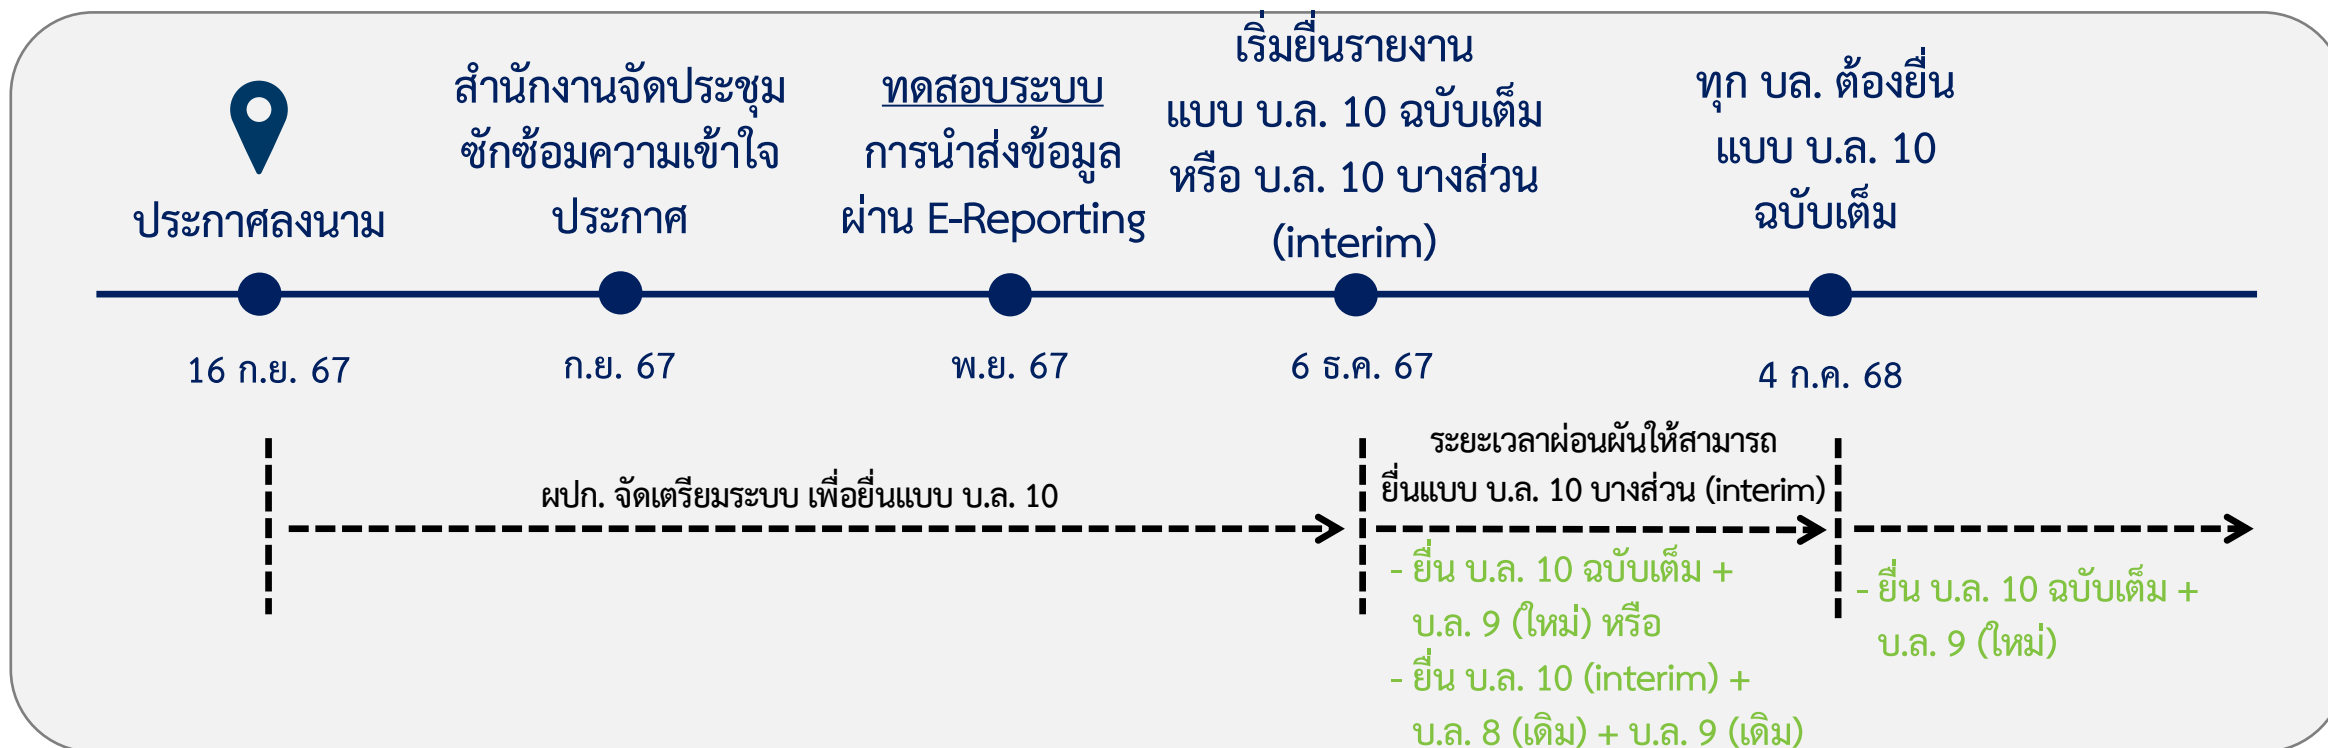 ประกาศลงนาม
สำนักงานจัดประชุม
ซักซ้อมความเข้าใจ
ประกาศ
ทดสอบระบบ
การนำส่งข้อมูล
ผ่าน E-Reporting
เริ่มยื่นรายงาน
แบบ บ.ล. 10 ฉบับเต็ม
หรือ บ.ล. 10 บางส่วน
(interim)
ทุก บล. ต้องยื่น
แบบ บ.ล. 10
ฉบับเต็ม
16 ก.ย. 67
ก.ย. 67
พ.ย. 67
6 ธ.ค. 67
4 ก.ค. 68
ผปก. จัดเตรียมระบบ เพื่อยื่นแบบ บ.ล. 10
ระยะเวลาผ่อนผันให้สามารถ
ยื่นแบบ บ.ล. 10 บางส่วน (interim)
- ยื่น บ.ล. 10 ฉบับเต็ม +
บ.ล. 9 (ใหม่) หรือ
- ยื่น บ.ล. 10 (interim) +
บ.ล. 8 (เดิม) + บ.ล. 9 (เดิม)
- ยื่น บ.ล. 10 ฉบับเต็ม +
บ.ล. 9 (ใหม่)